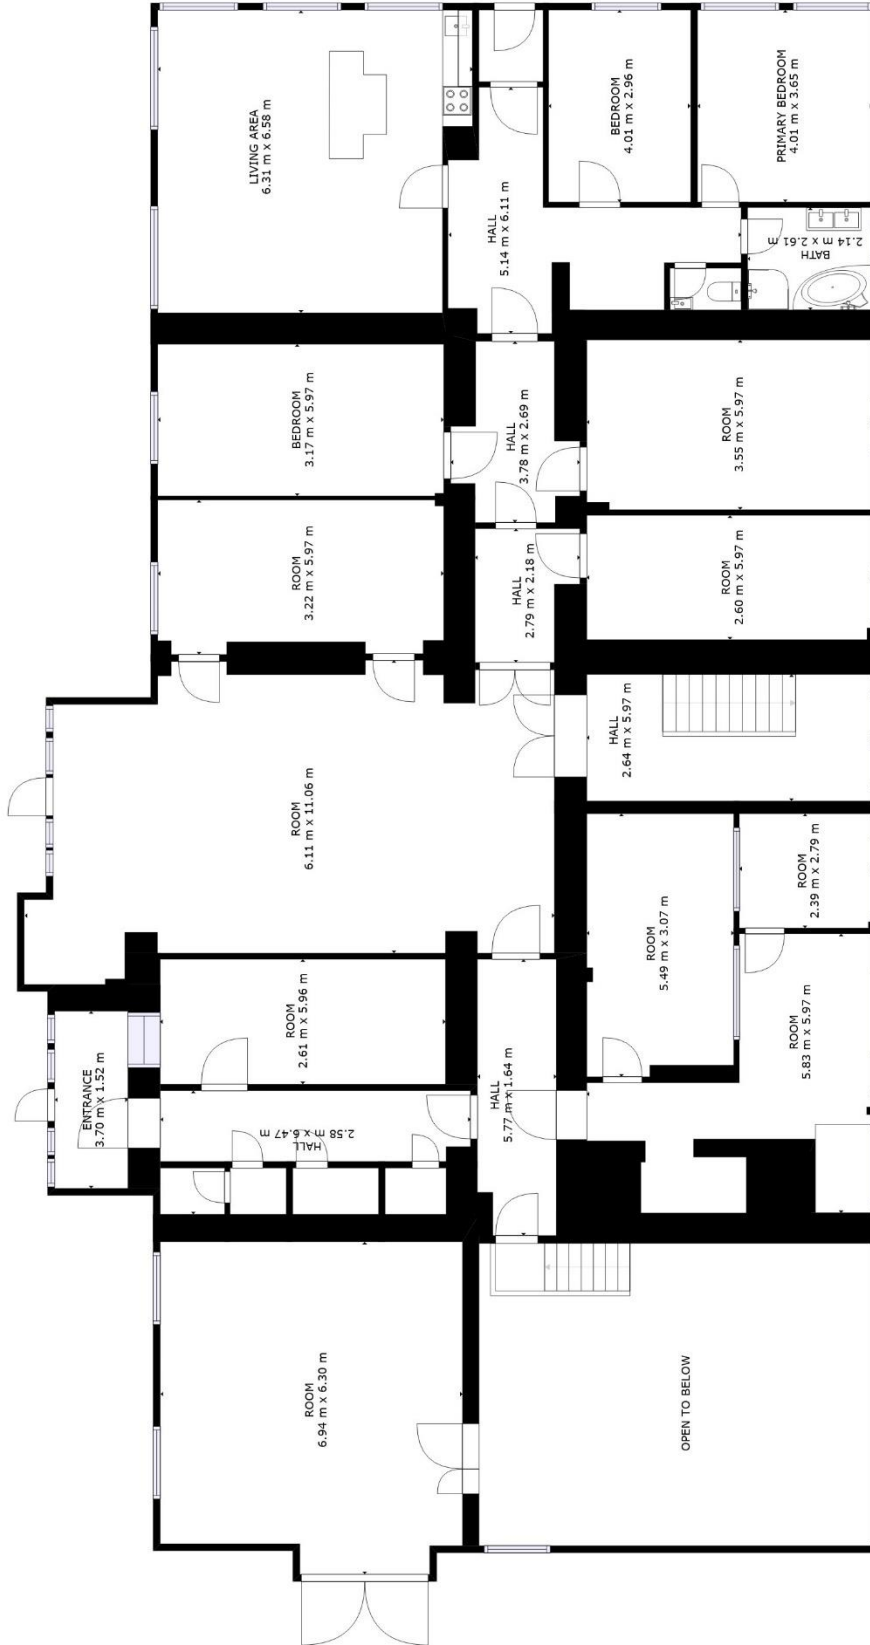 LIVING AREA
6.31 m x 6.58 m
BEDROOM
4.01 m x 2.96 m
PRIMARY BEDROOM
4.01 m x 3.65 m
HALL
5.14 m x 6.11 m
BATH
2.14 m x 2.61 m
BEDROOM
3.17 m x 5.97 m
HALL
3.78 m x 2.69 m
ROOM
3.55 m x 5.97 m
ROOM
3.22 m x 5.97 m
HALL
2.79 m x 2.18 m
ROOM
2.60 m x 5.97 m
HALL
2.64 m x 5.97 m
ROOM
6.11 m x 11.06 m
ROOM
2.39 m x 2.79 m
ROOM
5.49 m x 3.07 m
ROOM
5.83 m x 5.97 m
ROOM
2.61 m x 5.96 m
ENTRANCE
3.70 m x 1.52 m
HALL
5.77 m x 1.64 m
HALL
2.58 m x 6.47 m
ROOM
6.94 m x 6.30 m
OPEN TO BELOW